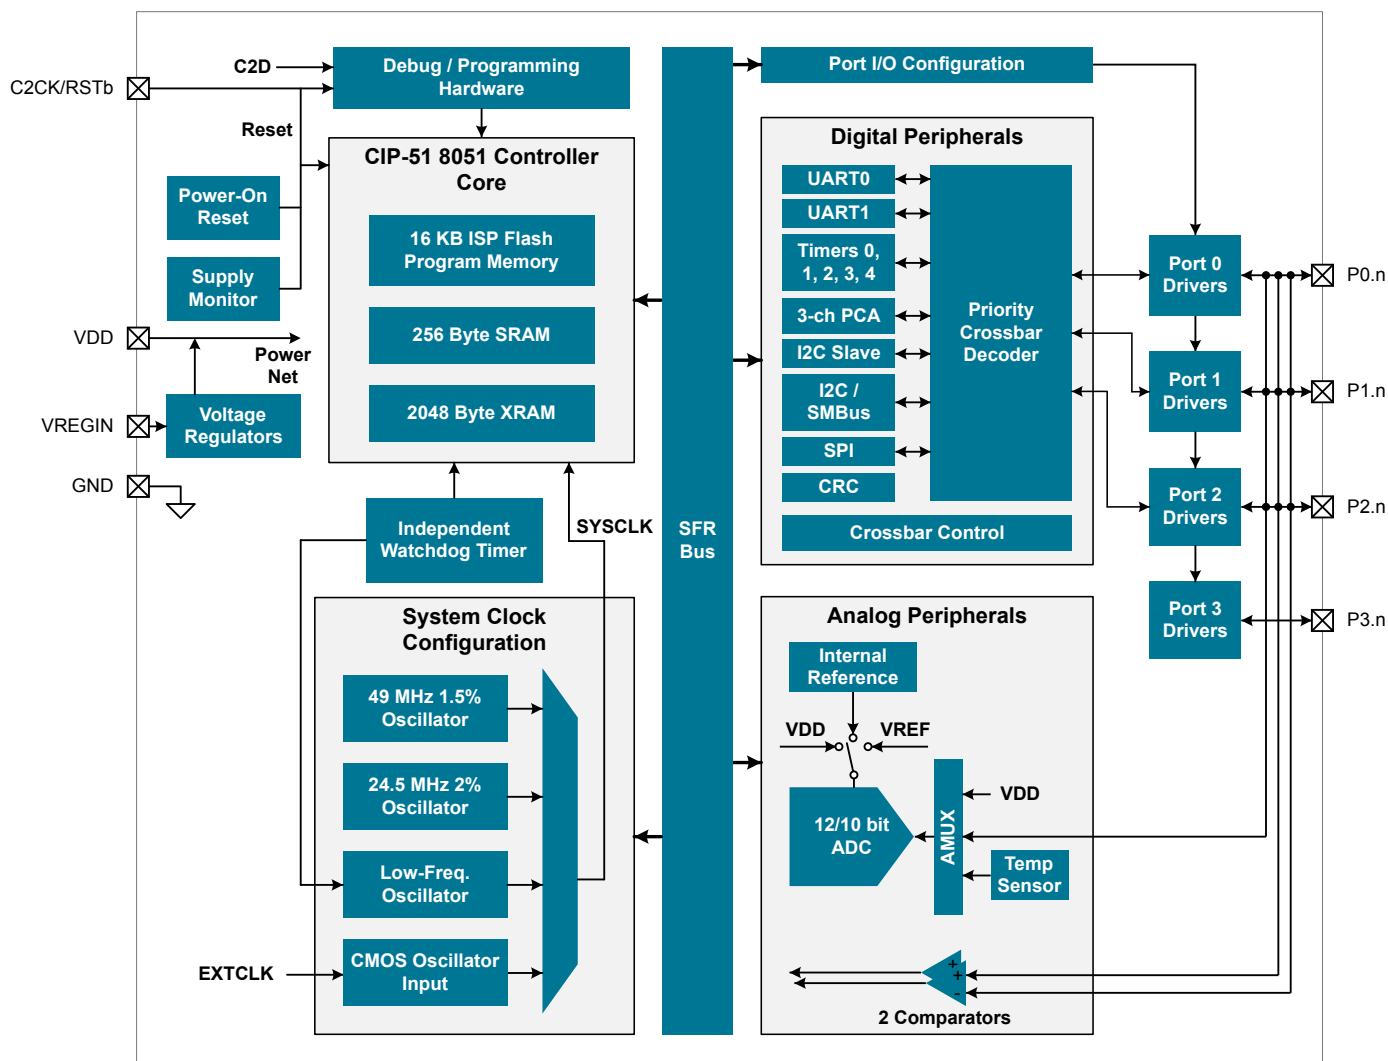 C2CK/RSTb
C2D
Debug / Programming
Hardware
Reset
Power-On
Reset
Supply
Monitor
VDD
Power
Net
VREGIN
Voltage
Regulators
GND
CIP-51 8051 Controller
Core
16 KB ISP Flash
Program Memory
256 Byte SRAM
2048 Byte XRAM
Independent
Watchdog Timer
SYSCLK
System Clock
Configuration
49 MHz 1.5%
Oscillator
24.5 MHz 2%
Oscillator
Low-Freq.
Oscillator
EXTCLK
CMOS Oscillator
Input
SFR
Bus
Port I/O Configuration
Digital Peripherals
UART0
UART1
Timers 0,
1, 2, 3, 4
3-ch PCA
I2C Slave
I2C /
SMBus
SPI
CRC
Priority
Crossbar
Decoder
Crossbar Control
Port 0
Drivers
P0.n
Port 1
Drivers
P1.n
Port 2
Drivers
P2.n
Port 3
Drivers
P3.n
Analog Peripherals
Internal
Reference
VDD
VREF
12/10 bit
ADC
AMUX
VDD
Temp
Sensor
+
+
-
2 Comparators